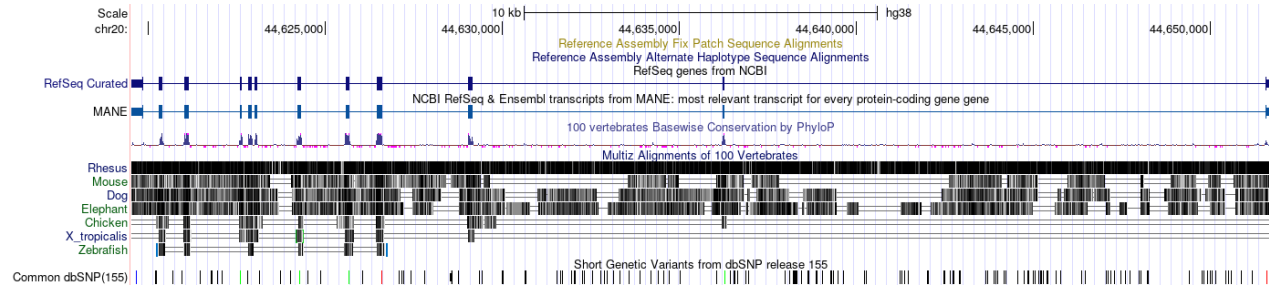 Scale 10 kb hg38
chr20: 44,625,000 44,630,000 44,635,000 44,640,000 44,645,000 44,650,000
Reference Assembly Fix Patch Sequence Alignments
Reference Assembly Alternate Haplotype Sequence Alignments
RefSeq genes from NCBI
RefSeq Curated
NCBI RefSeq & Ensembl transcripts from MANE: most relevant transcript for every protein-coding gene gene
MANE
100 vertebrates Basewise Conservation by PhyloP
Multiz Alignments of 100 Vertebrates
Rhesus
Mouse
Dog
Elephant
Chicken
X_tropicalis
Zebrafish
Short Genetic Variants from dbSNP release 155
Common dbSNP(155)